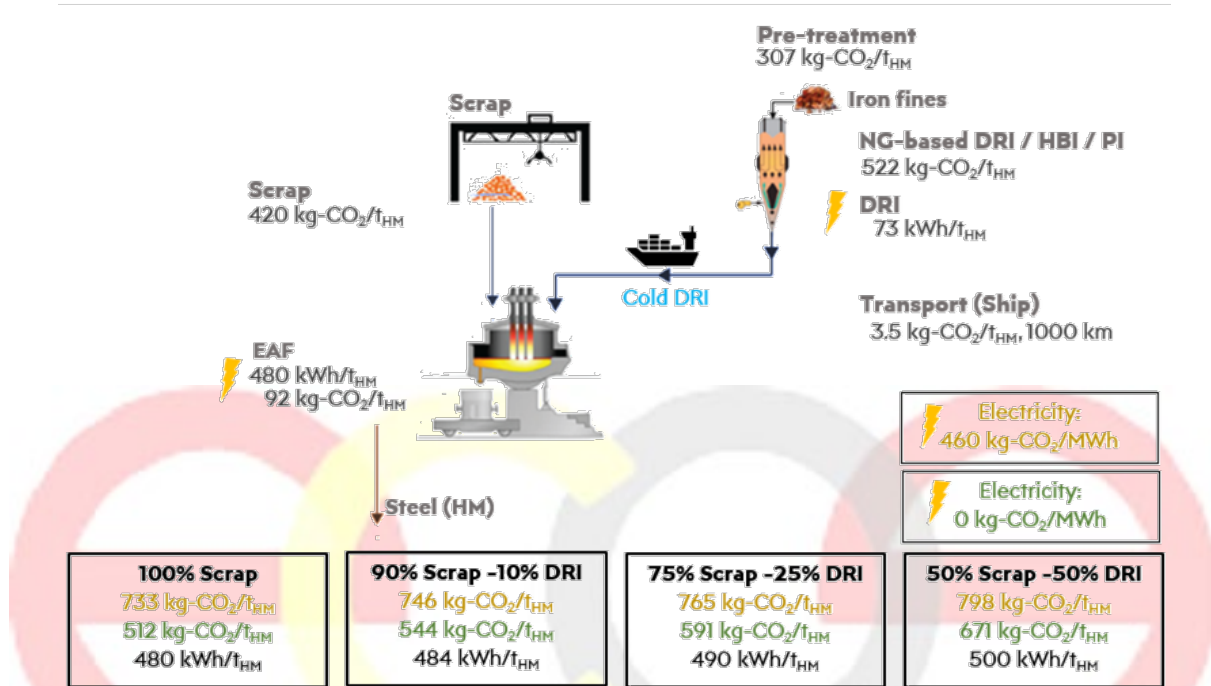 Pre-treatment
307 kg-CO₂/tHM
Iron fines
Scrap
NG-based DRI / HBI / PI
522 kg-CO₂/tHM
Scrap
420 kg-CO₂/tHM
DRI
73 kWh/tHM
Cold DRI
Transport (Ship)
3.5 kg-CO₂/tHM, 1000 km
EAF
480 kWh/tHM
92 kg-CO₂/tHM
Electricity:
460 kg-CO₂/MWh
Electricity:
0 kg-CO₂/MWh
Steel (HM)
100% Scrap
733 kg-CO₂/tHM
512 kg-CO₂/tHM
480 kWh/tHM
90% Scrap -10% DRI
746 kg-CO₂/tHM
544 kg-CO₂/tHM
484 kWh/tHM
75% Scrap -25% DRI
765 kg-CO₂/tHM
591 kg-CO₂/tHM
490 kWh/tHM
50% Scrap -50% DRI
798 kg-CO₂/tHM
671 kg-CO₂/tHM
500 kWh/tHM